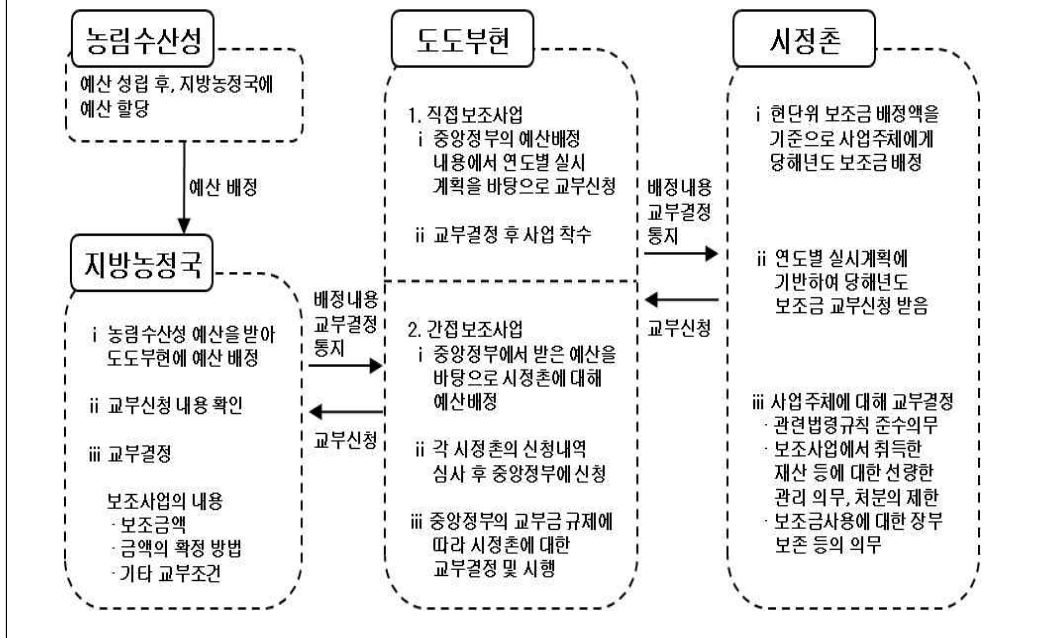 농림수산성
예산 성립 후, 지방농정국에
예산 할당
예산 배정
지방농정국
ⅰ 농림수산성 예산을 받아
도도부현에 예산 배정
ⅱ 교부신청 내용 확인
ⅲ 교부결정
보조사업의 내용
· 보조금액
· 금액의 확정 방법
· 기타 교부조건
배정내용
교부결정
통지
교부신청
도도부현
1. 직접보조사업
ⅰ 중앙정부의 예산배정
내용에서 연도별 실시
계획을 바탕으로 교부신청
ⅱ 교부결정 후 사업 착수
2. 간접보조사업
ⅰ 중앙정부에서 받은 예산을
바탕으로 시정촌에 대해
예산배정
ⅱ 각 시정촌의 신청내역
심사 후 중앙정부에 신청
ⅲ 중앙정부의 교부금 규제에
따라 시정촌에 대한
교부결정 및 시행
배정내용
교부결정
통지
교부신청
시정촌
ⅰ 현단위 보조금 배정액을
기준으로 사업주체에게
당해년도 보조금 배정
ⅱ 연도별 실시계획에
기반하여 당해년도
보조금 교부신청 받음
ⅲ 사업주체에 대해 교부결정
· 관련법령규칙 준수의무
· 보조사업에서 취득한
재산 등에 대한 선량한
관리 의무, 처분의 제한
· 보조금사용에 대한 장부
보존 등의 의무